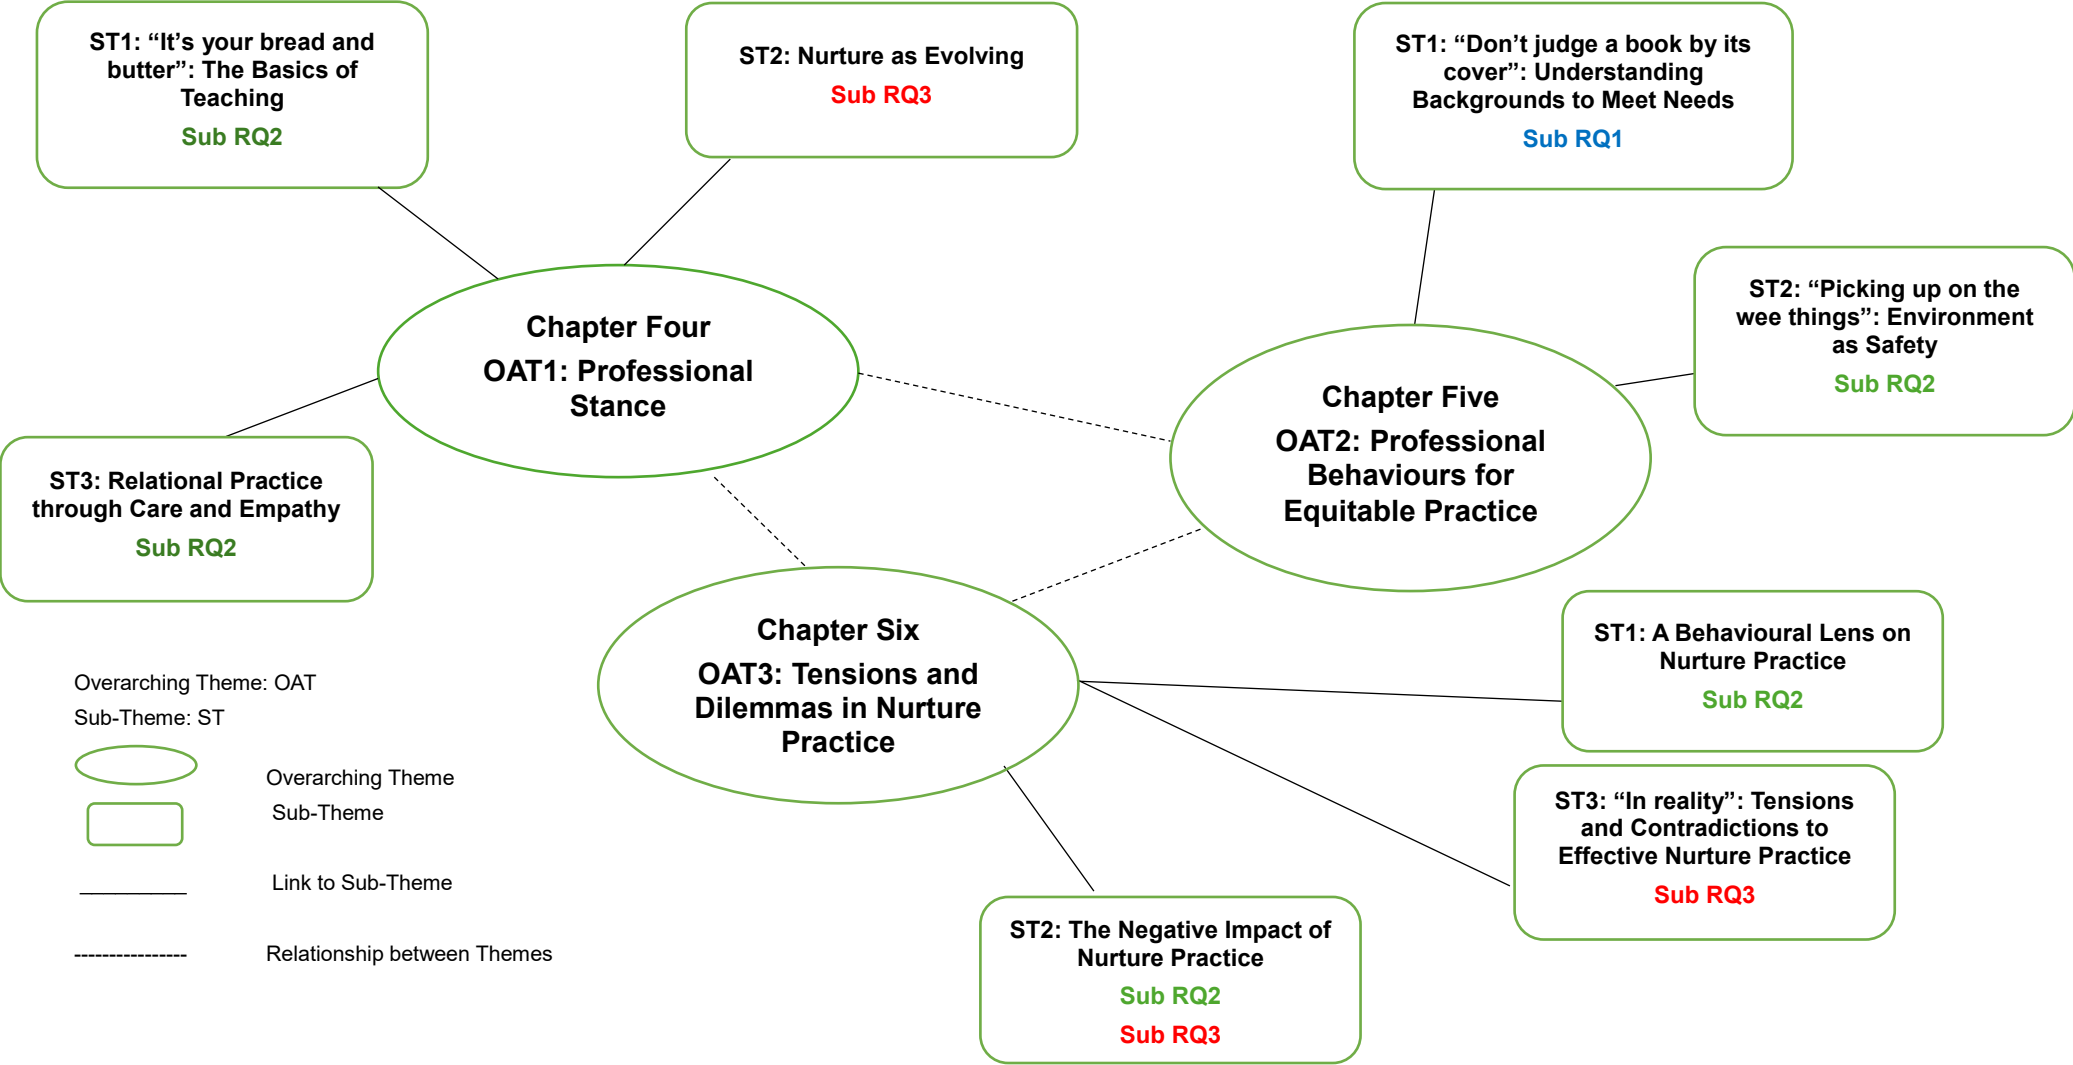 ST1: “It’s your bread and
butter”: The Basics of
Teaching
Sub RQ2
ST2: Nurture as Evolving
Sub RQ3
ST1: “Don’t judge a book by its
cover”: Understanding
Backgrounds to Meet Needs
Sub RQ1
ST2: “Picking up on the
wee things”: Environment
as Safety
Sub RQ2
Chapter Four
OAT1: Professional
Stance
Chapter Five
OAT2: Professional
Behaviours for
Equitable Practice
ST3: Relational Practice
through Care and Empathy
Sub RQ2
Chapter Six
OAT3: Tensions and
Dilemmas in Nurture
Practice
ST1: A Behavioural Lens on
Nurture Practice
Sub RQ2
ST3: “In reality”: Tensions
and Contradictions to
Effective Nurture Practice
Sub RQ3
ST2: The Negative Impact of
Nurture Practice
Sub RQ2
Sub RQ3
Overarching Theme: OAT
Sub-Theme: ST
Overarching Theme
Sub-Theme
Link to Sub-Theme
Relationship between Themes